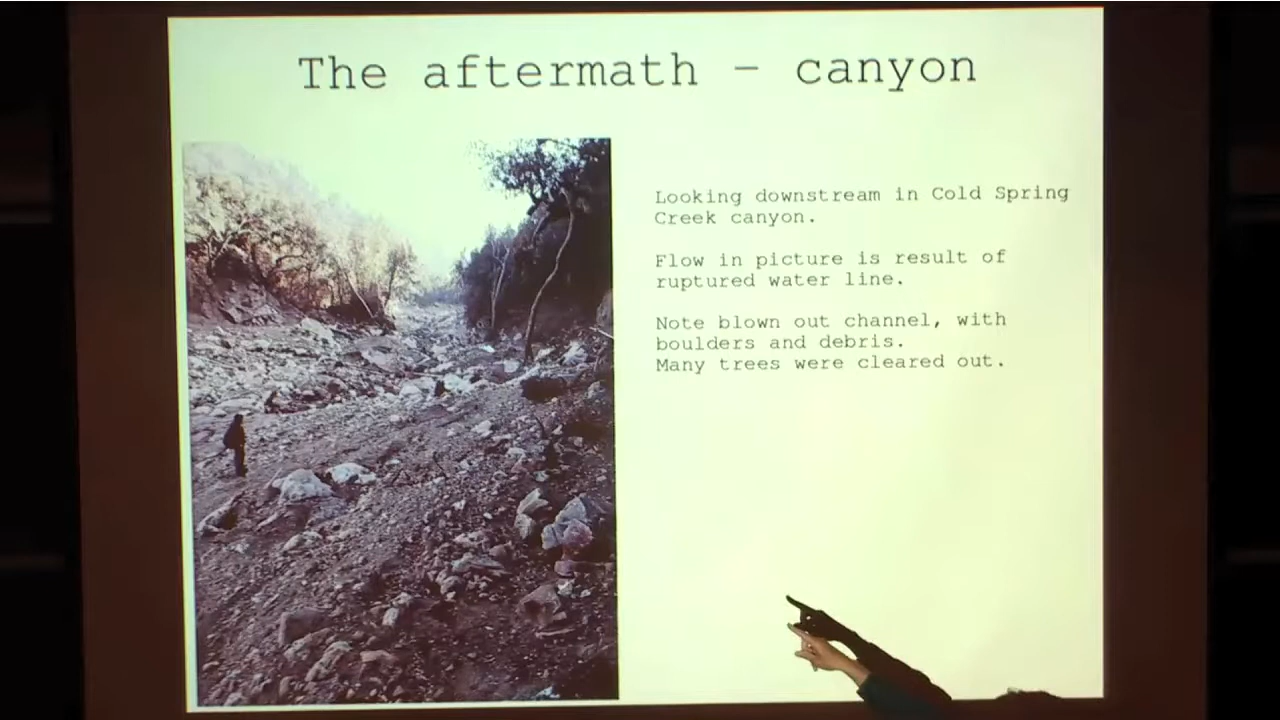 The aftermath - canyon
Looking downstream in Cold Spring
Creek canyon.
Flow in picture is result of
ruptured water line.
Note blown out channel, with
boulders and debris.
Many trees were cleared out.